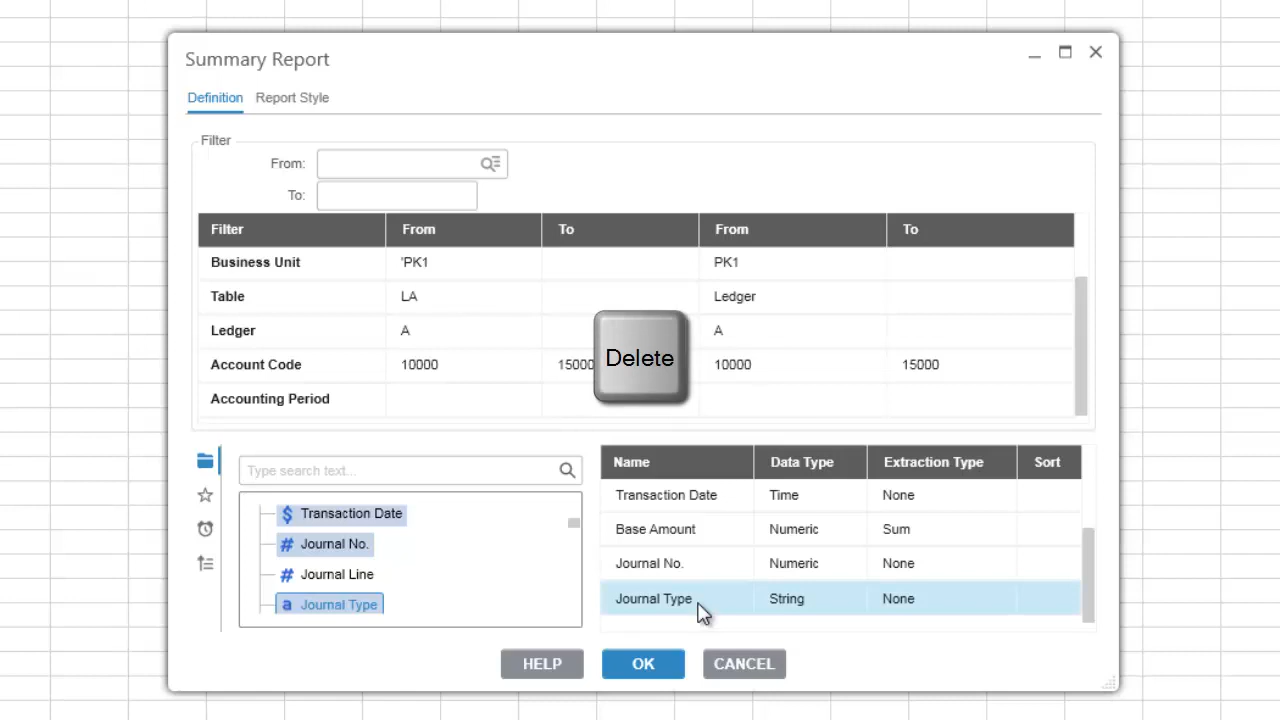 Summary Report
Definition Report Style
Filter
From:
To:
Filter From To From To
Business Unit 'PK1 PK1
Table LA Ledger
Ledger A A
Account Code 10000 15000 10000 15000
Accounting Period
Delete
Type search text...
$ Transaction Date
# Journal No.
# Journal Line
a Journal Type
Name Data Type Extraction Type Sort
Transaction Date Time None
Base Amount Numeric Sum
Journal No. Numeric None
Journal Type String None
HELP OK CANCEL